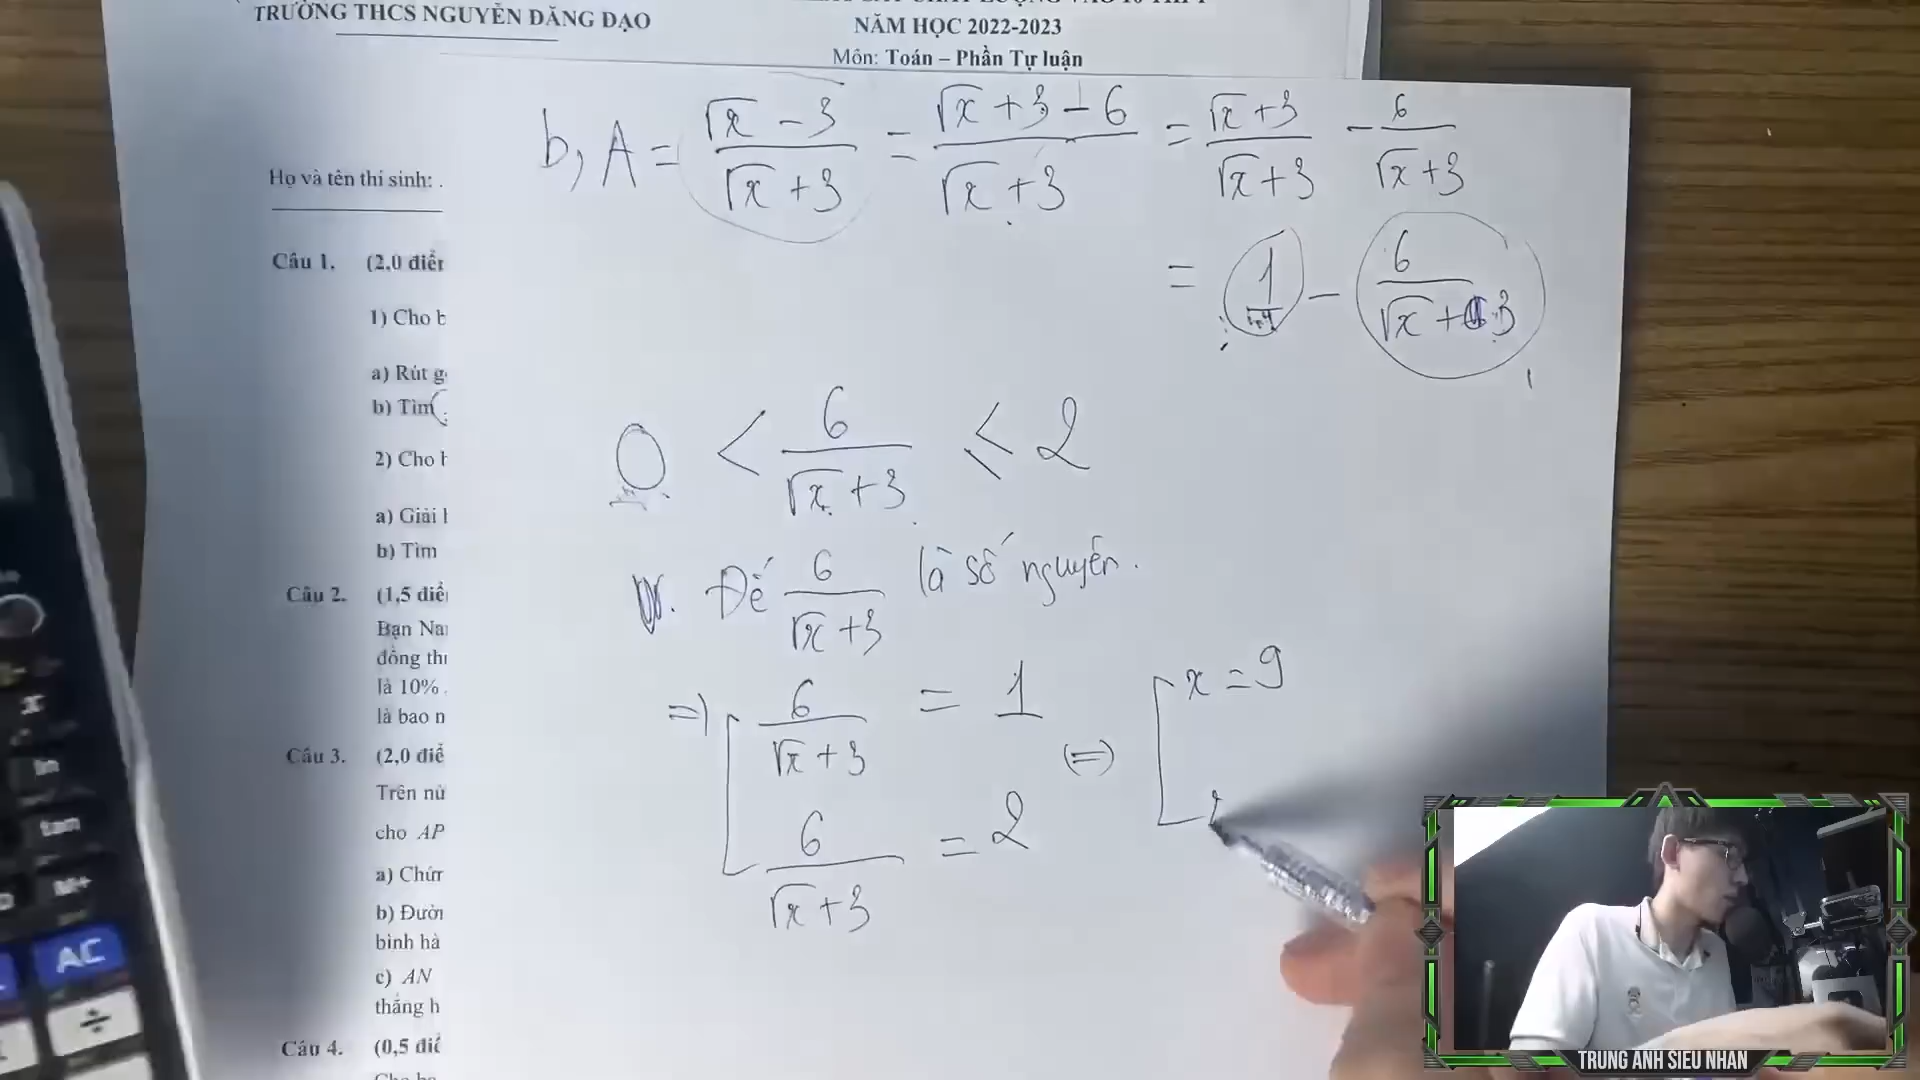 TRƯỜNG THCS NGUYỄN ĐĂNG ĐẠO
NĂM HỌC 2022-2023
Môn: Toán – Phần Tự luận
b, A = (√x - 3)/(√x + 3) = (√x + 3 - 6)/(√x + 3) = (√x + 3)/(√x + 3) - 6/(√x + 3)
Họ và tên thí sinh: .
= 1 - 6/(√x + 3)
Câu 1. (2,0 điểm
1) Cho b
a) Rút g
b) Tìm
0 < 6/(√x + 3) ≤ 2
2) Cho
a) Giải
b) Tìm
Để 6/(√x + 3) là số nguyên.
Câu 2. (1,5 điể
Bạn Na
đồng th
là 10%
là bao n
=> [ 6/(√x + 3) = 1 (=) [ x = 9
6/(√x + 3) = 2
Câu 3. (2,0 điể
Trên nử
cho AP
a) Chứn
b) Đườn
bình hà
c) AN
thẳng h
Câu 4. (0,5 điể
x
tan
M+
AC
÷
TRUNG ANH SIEU NHAN